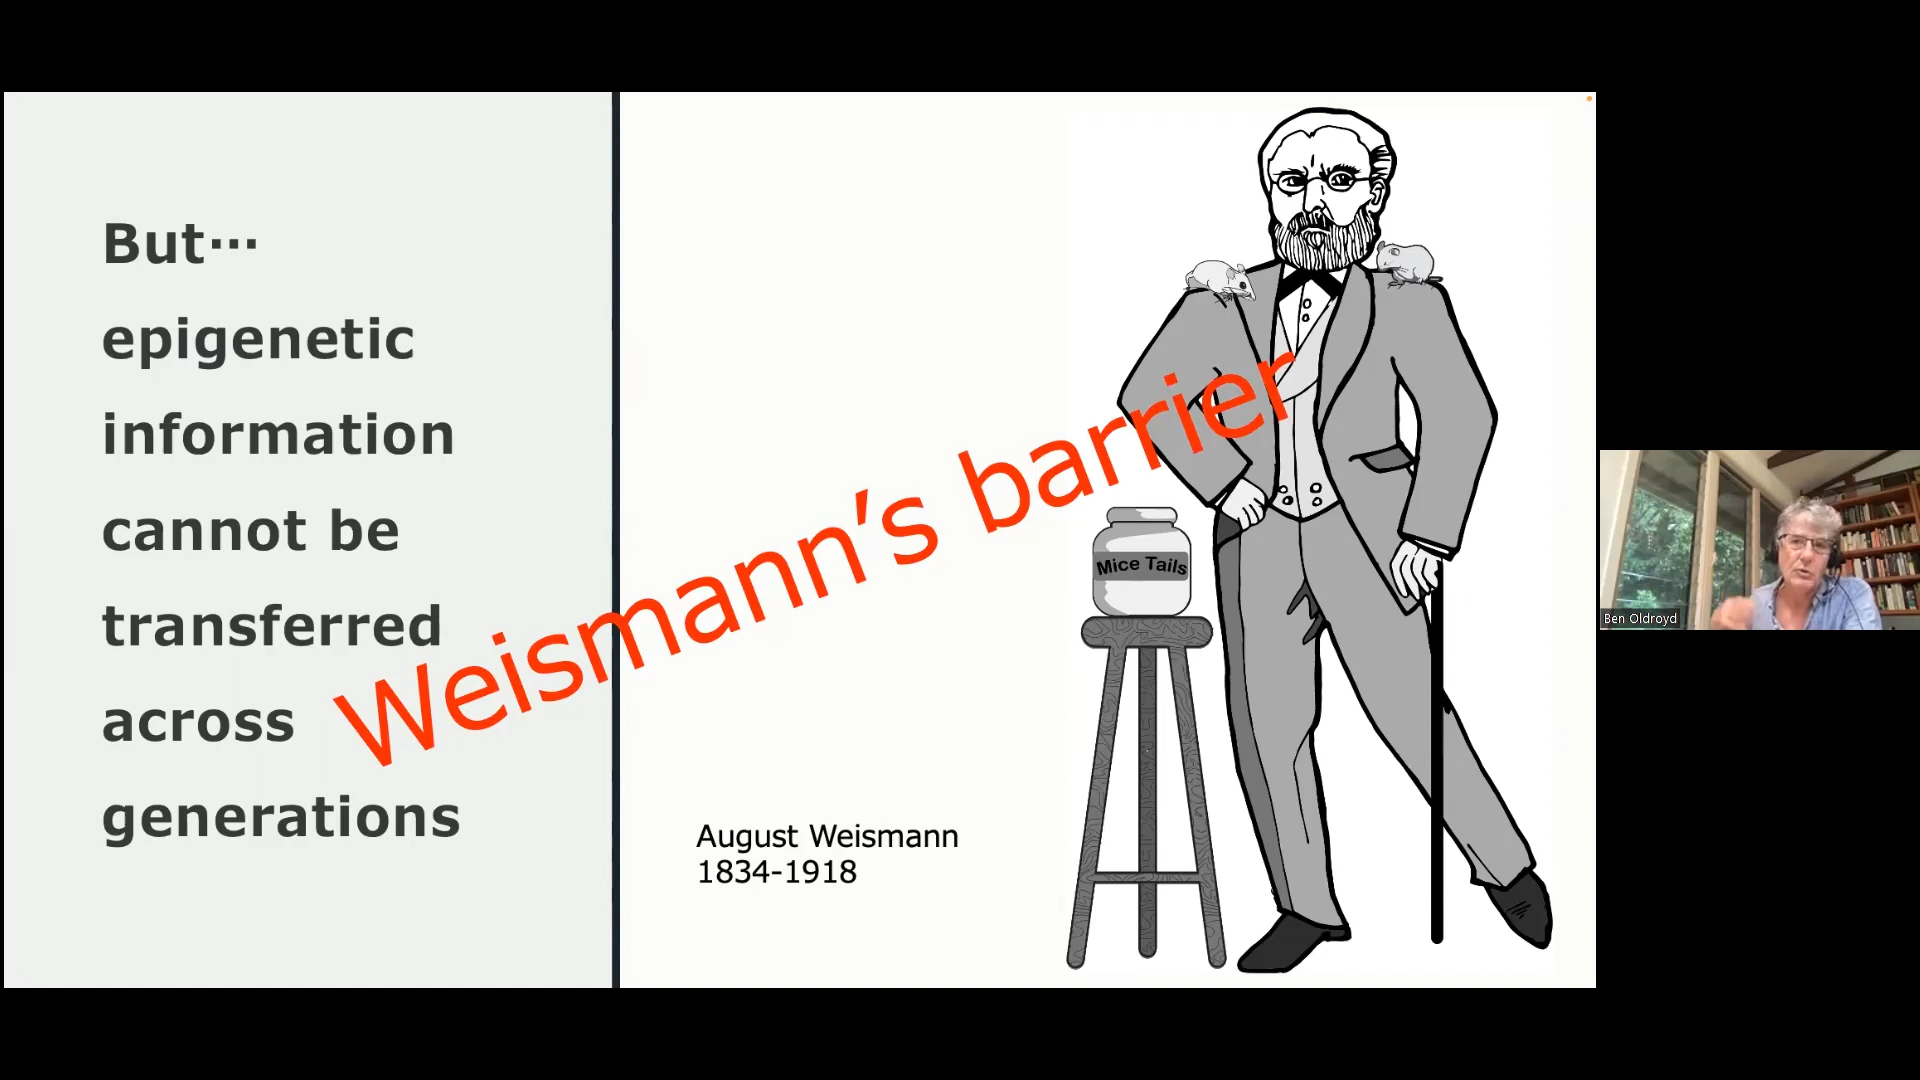 But…
epigenetic
information
cannot be
transferred
across
generations
Weismann’s barrier
August Weismann
1834-1918
Mice Tails
Ben Oldroyd